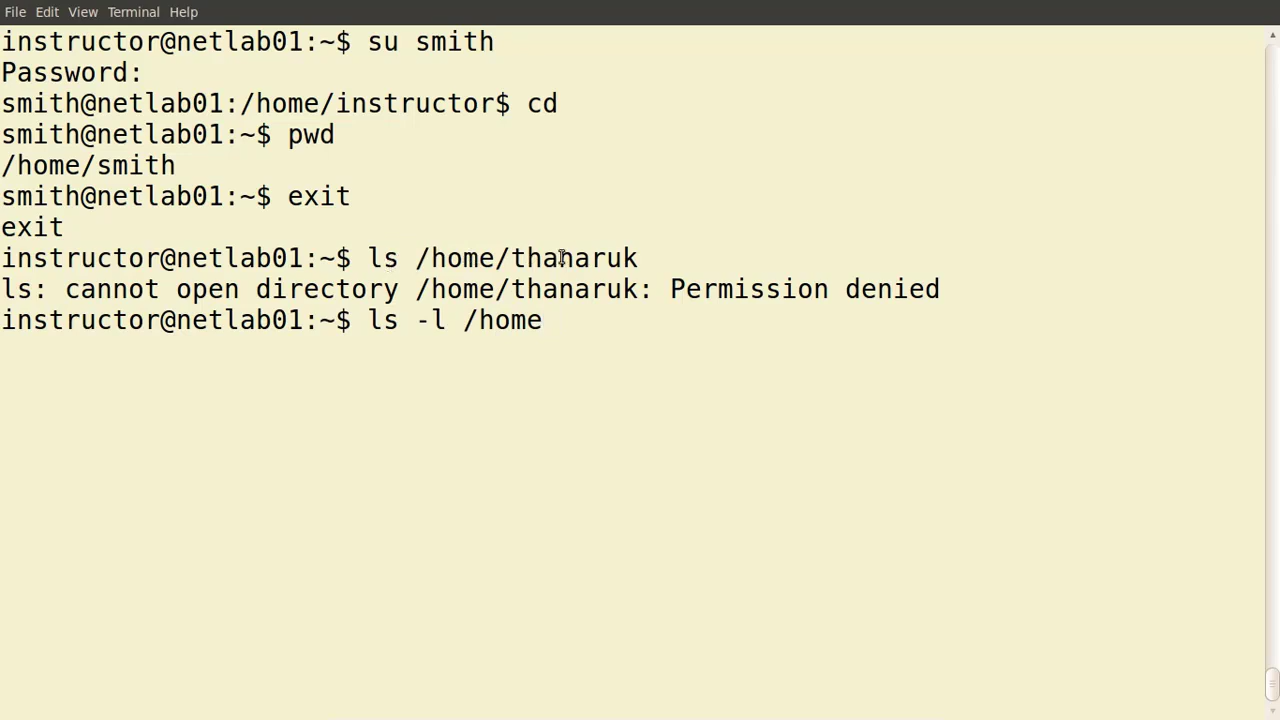 File Edit View Terminal Help
instructor@netlab01:~$ su smith
Password:
smith@netlab01:/home/instructor$ cd
smith@netlab01:~$ pwd
/home/smith
smith@netlab01:~$ exit
exit
instructor@netlab01:~$ ls /home/thanaruk
ls: cannot open directory /home/thanaruk: Permission denied
instructor@netlab01:~$ ls -l /home